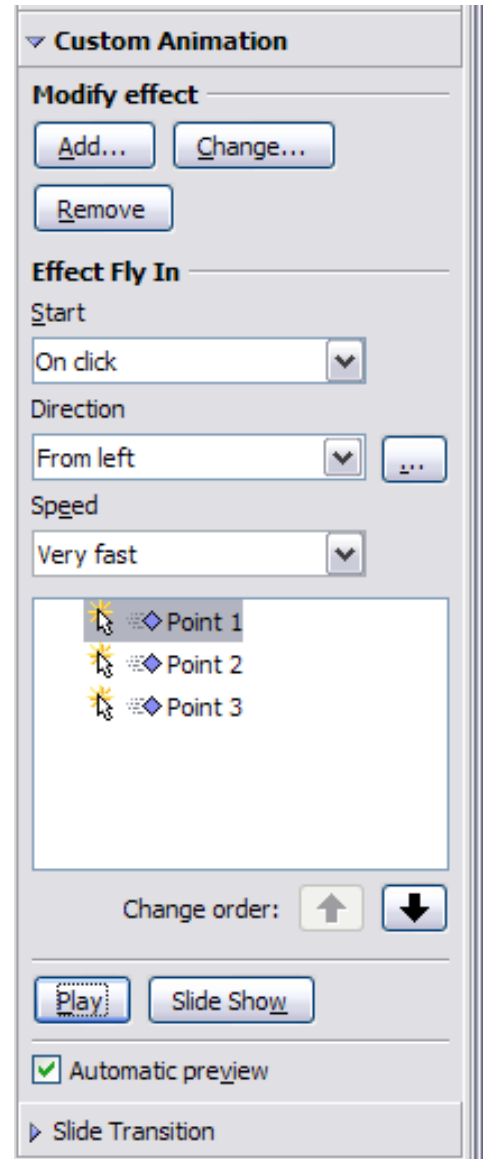 Custom Animation
Modify effect
Add... Change...
Remove
Effect Fly In
Start
On click
Direction
From left ...
Speed
Very fast
Point 1
Point 2
Point 3
Change order:
Play Slide Show
Automatic preview
Slide Transition